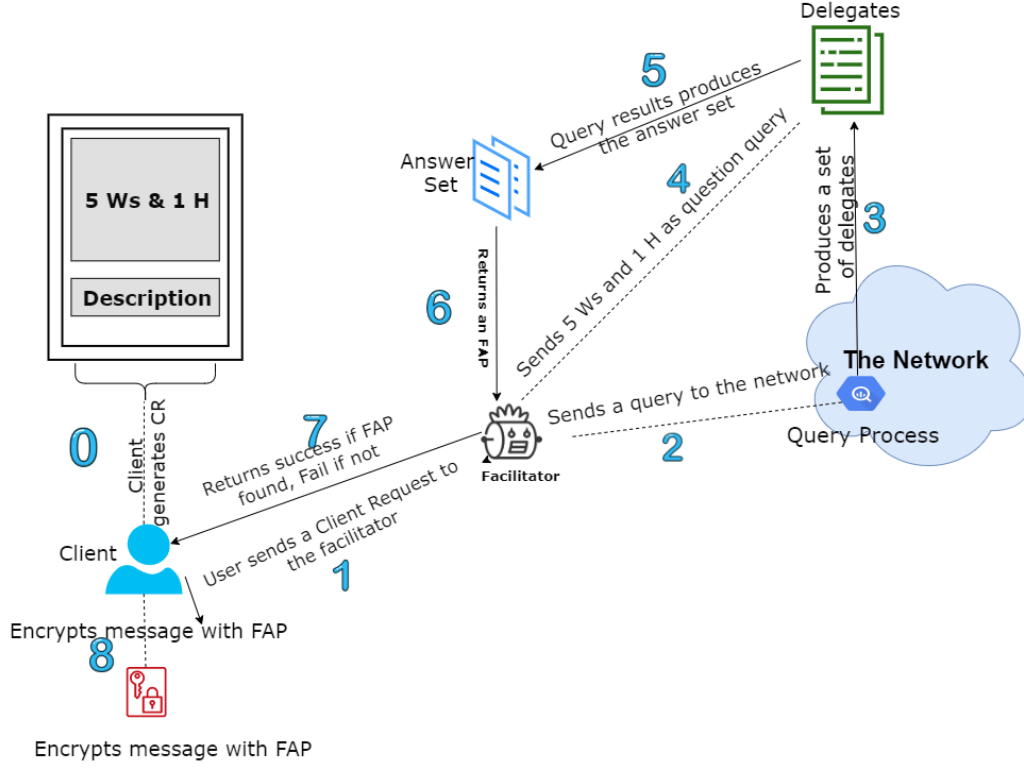 Delegates
5
Query results produces
the answer set
Answer
Set
4
Sends 5 Ws and 1 H as question query
Produces a set
of delegates
3
5 Ws & 1 H
Description
6
Returns an FAP
The Network
Sends a query to the network
2
Query Process
Facilitator
0
Client
generates CR
7
Returns success if FAP
found, Fail if not
User sends a Client Request to
the facilitator
1
Client
Encrypts message with FAP
8
Encrypts message with FAP